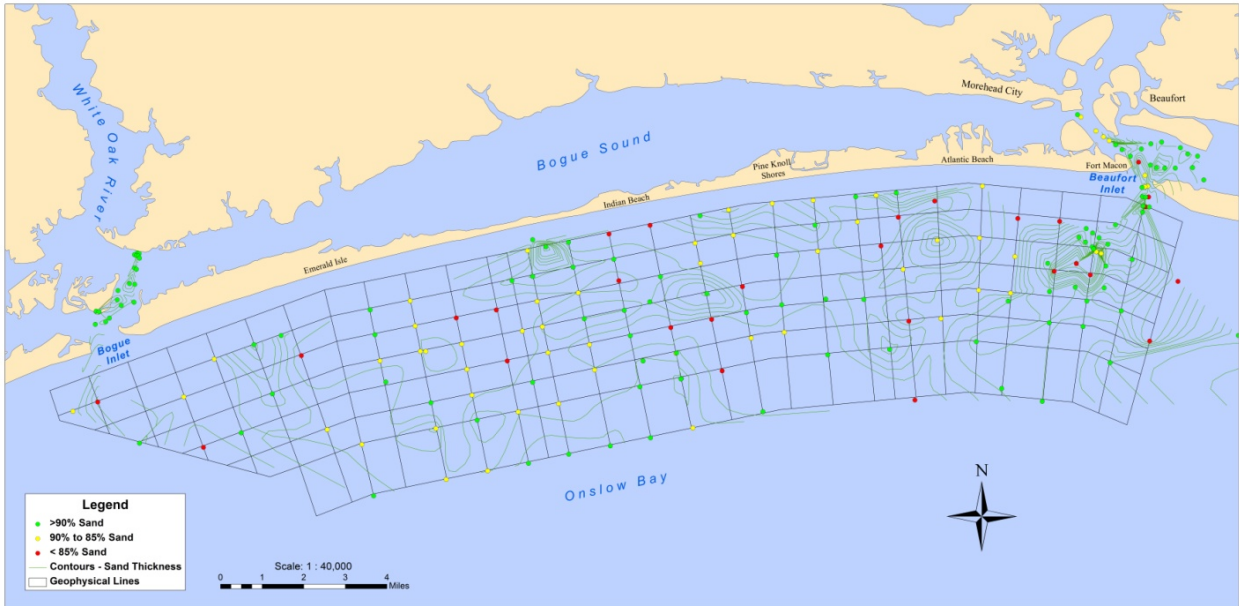 Morehead City
Beaufort
White Oak River
Bogue Sound
Pine Knoll
Shores
Atlantic Beach
Fort Macon
Beaufort
Inlet
Indian Beach
Emerald Isle
Bogue
Inlet
Onslow Bay
N
Legend
>90% Sand
90% to 85% Sand
< 85% Sand
Contours - Sand Thickness
Geophysical Lines
Scale: 1 : 40,000
0 1 2 3 4
Miles